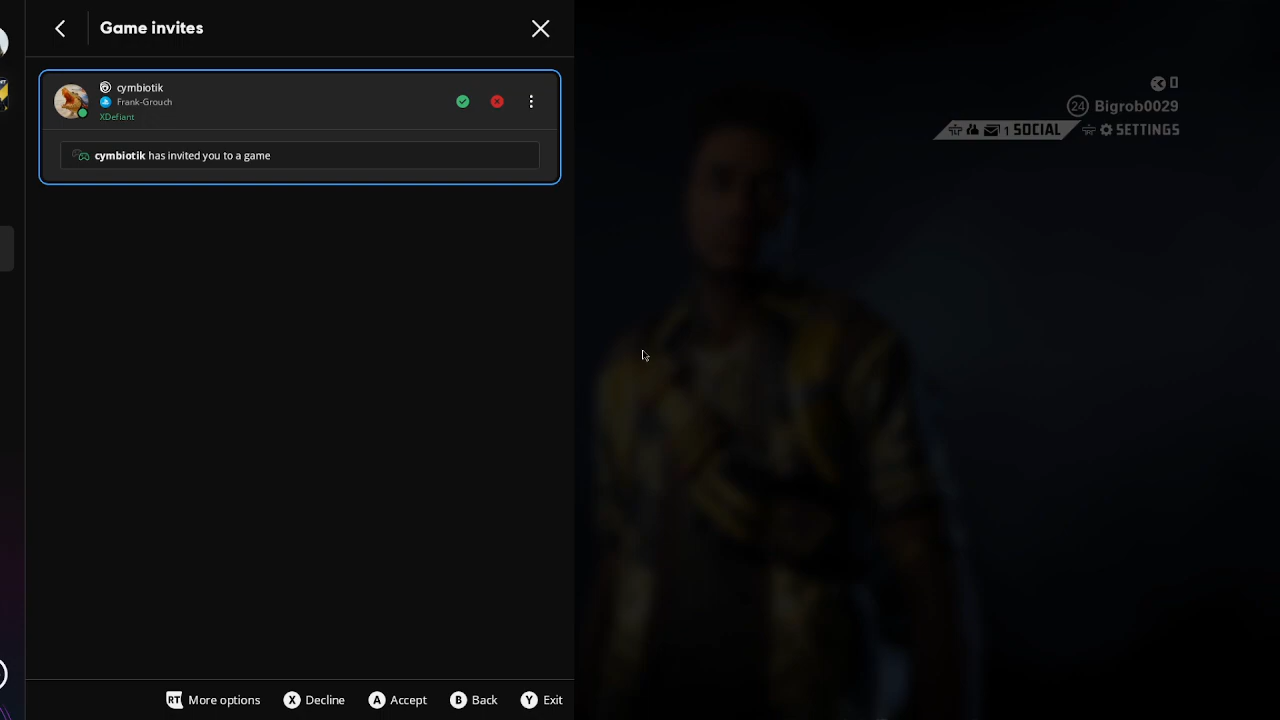 Game invites
cymbiotik
Frank-Grouch
XDefiant
cymbiotik has invited you to a game
0
24 Bigrob0029
1 SOCIAL
SETTINGS
RT More options X Decline A Accept B Back Y Exit